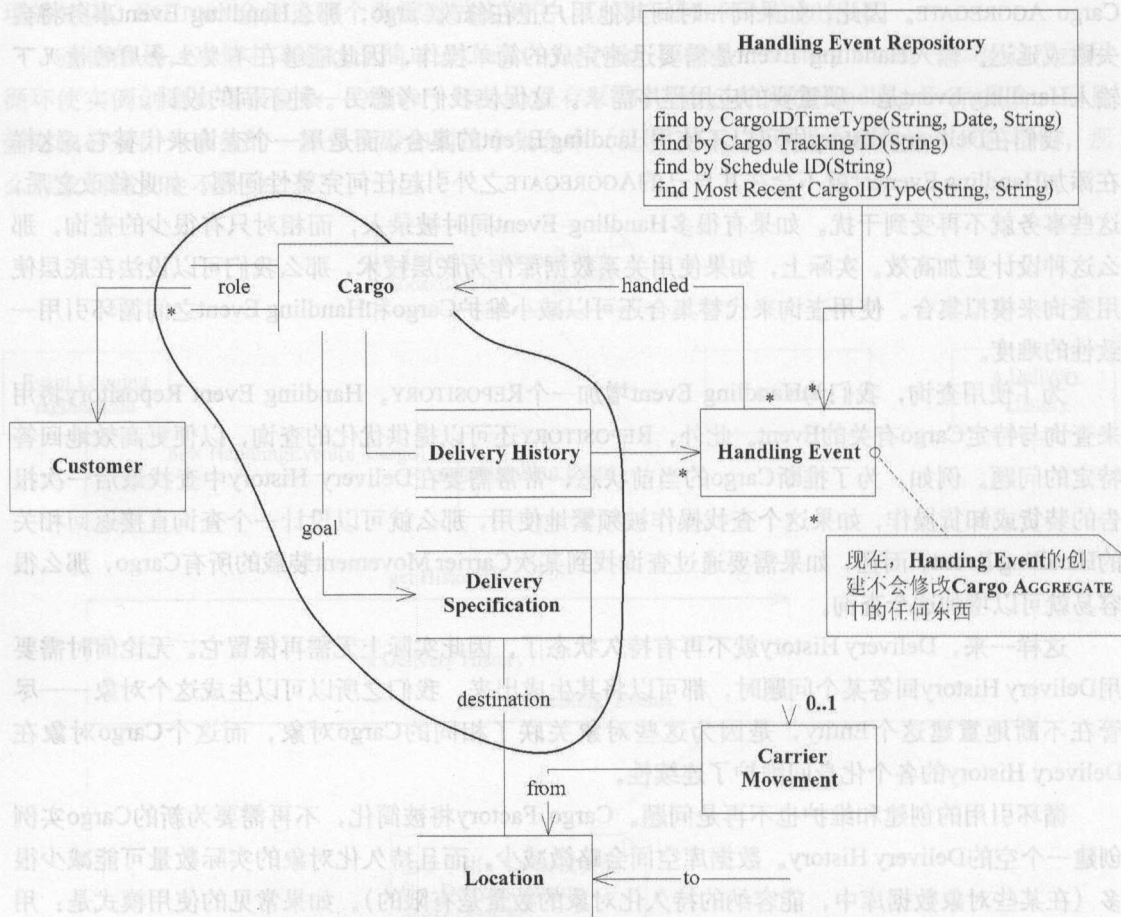 Handling Event Repository
find by CargoIDTimeType(String, Date, String)
find by Cargo Tracking ID(String)
find by Schedule ID(String)
find Most Recent CargoIDType(String, String)
role
Cargo
handled
*
*
*
Customer
Delivery History
Handling Event
*
goal
*
Delivery
Specification
现在，Handling Event的创
建不会修改Cargo AGGREGATE
中的任何东西
destination
0..1
Carrier
Movement
from
Location
to